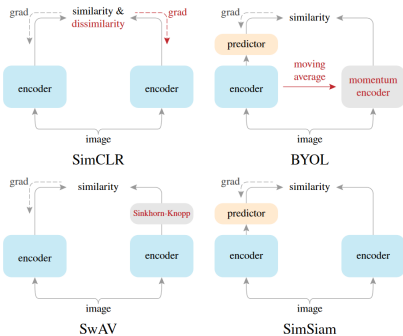 grad
similarity &
dissimilarity
grad
encoder
encoder
image
SimCLR
grad
similarity
predictor
moving
average
encoder
momentum
encoder
image
BYOL
grad
similarity
Sinkhorn-Knopp
encoder
encoder
image
SwAV
grad
similarity
predictor
encoder
encoder
image
SimSiam